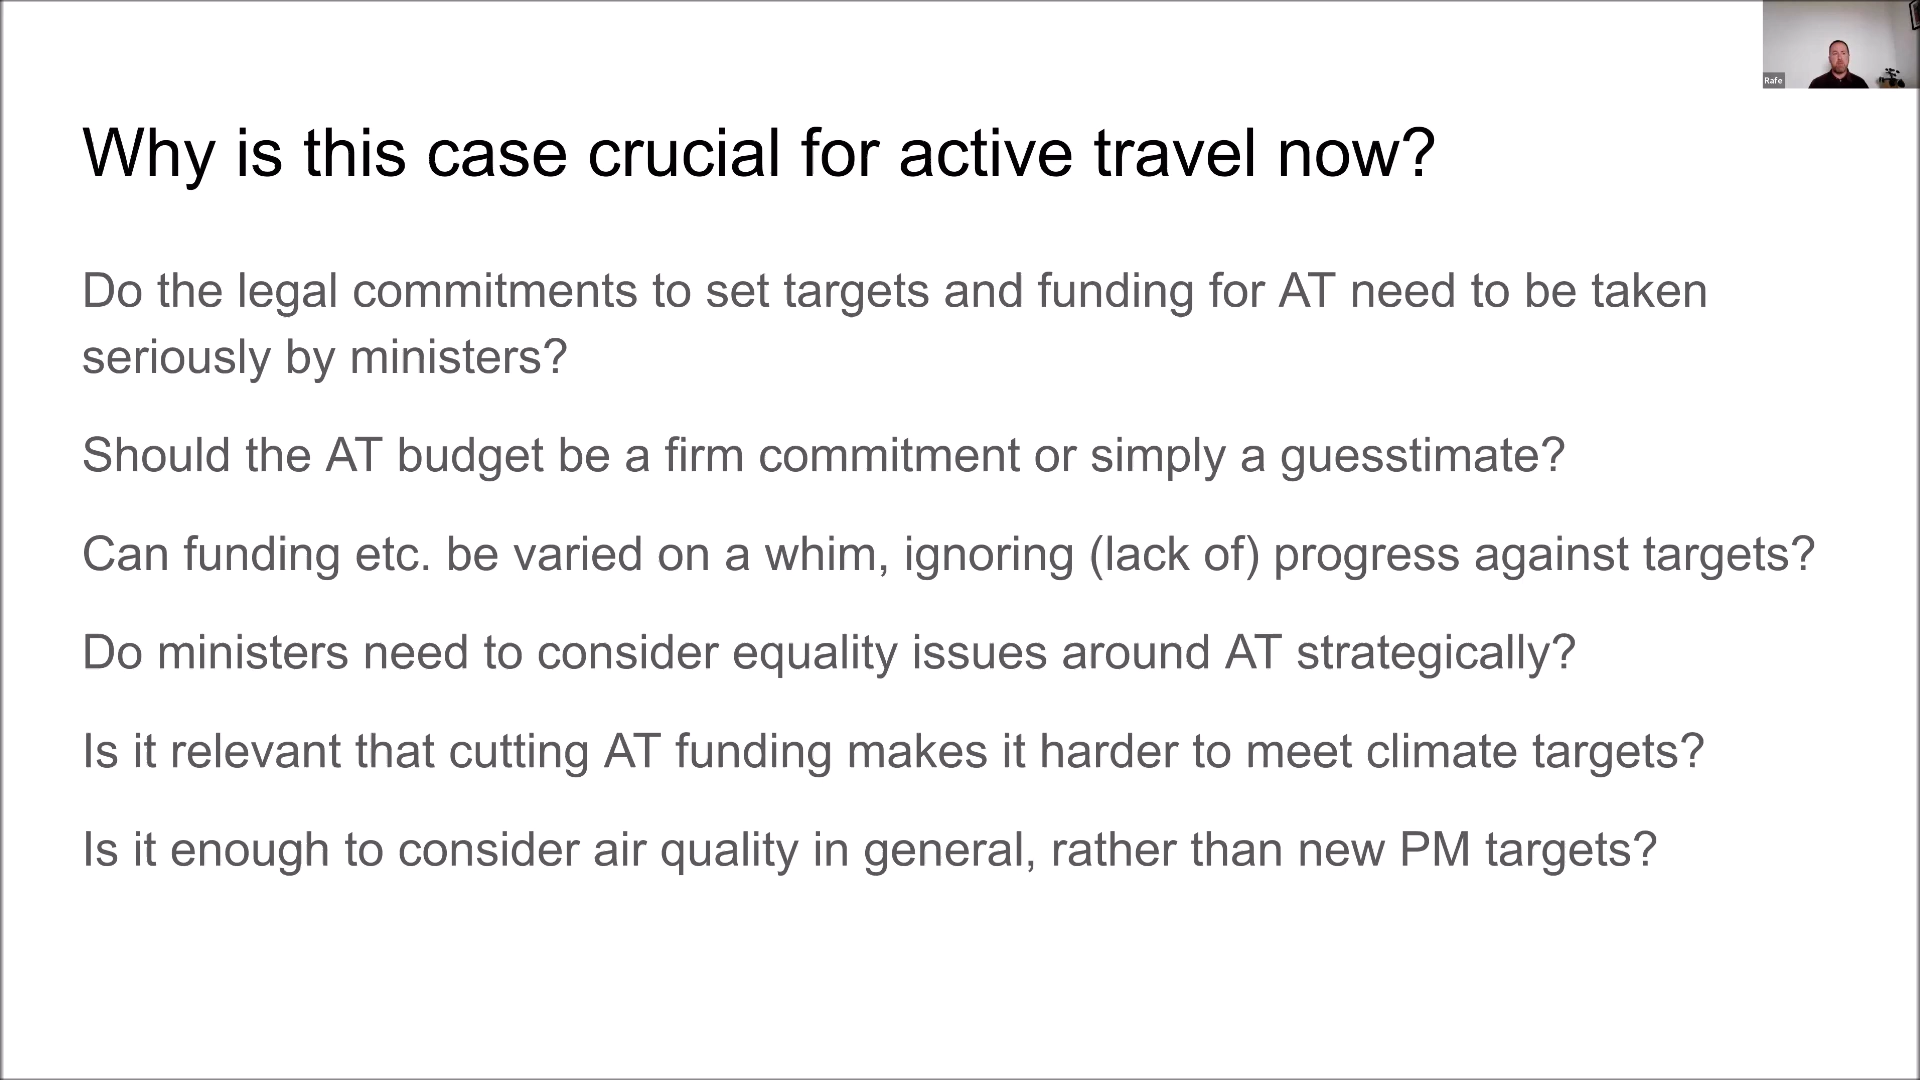 Rafe
Why is this case crucial for active travel now?
Do the legal commitments to set targets and funding for AT need to be taken
seriously by ministers?
Should the AT budget be a firm commitment or simply a guesstimate?
Can funding etc. be varied on a whim, ignoring (lack of) progress against targets?
Do ministers need to consider equality issues around AT strategically?
Is it relevant that cutting AT funding makes it harder to meet climate targets?
Is it enough to consider air quality in general, rather than new PM targets?